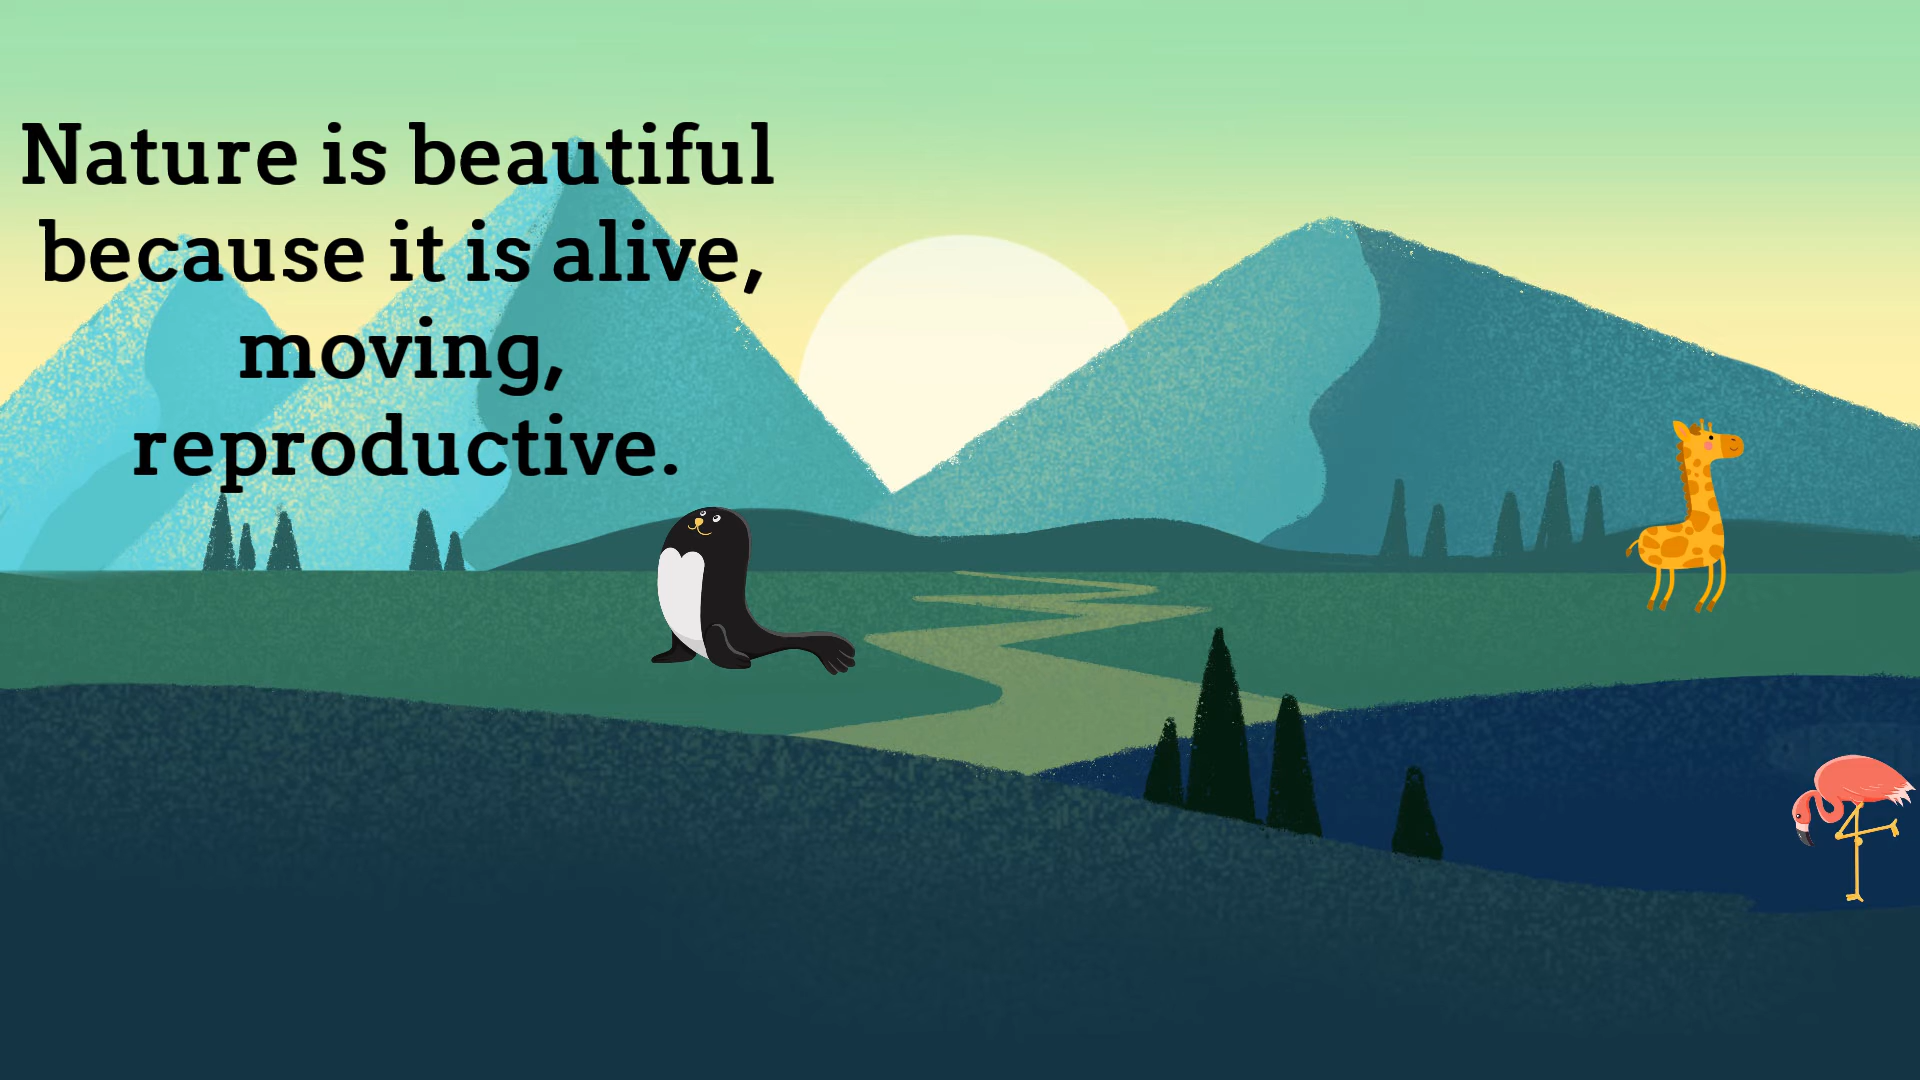 Nature is beautiful
because it is alive,
moving,
reproductive.